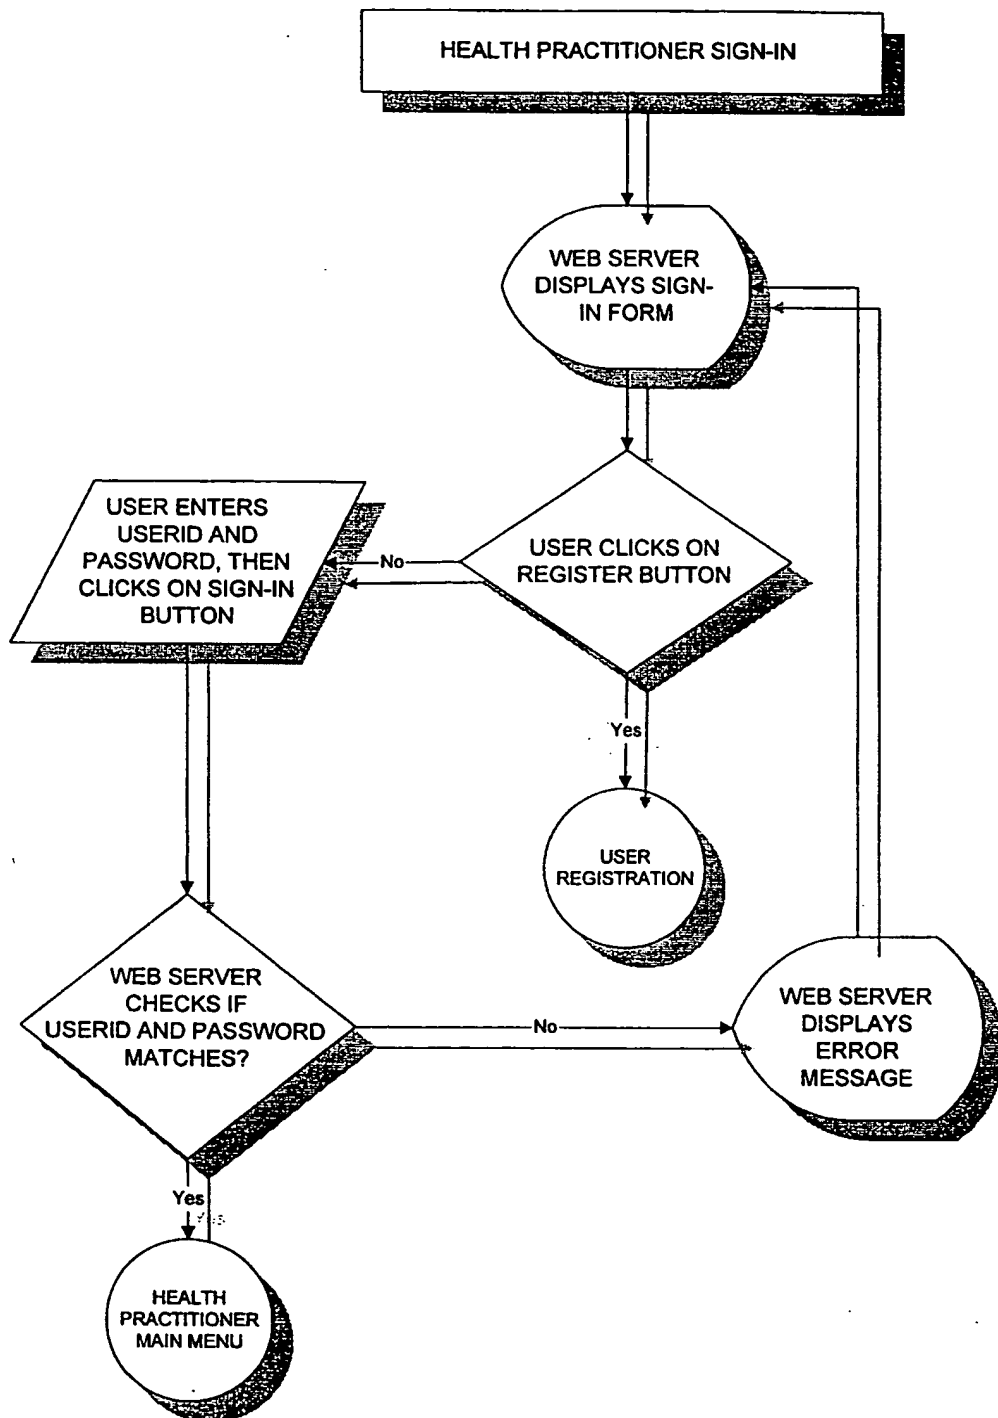 HEALTH PRACTITIONER SIGN-IN
WEB SERVER
DISPLAYS SIGN-
IN FORM
USER ENTERS
USERID AND
PASSWORD, THEN
CLICKS ON SIGN-IN
BUTTON
No
USER CLICKS ON
REGISTER BUTTON
Yes
USER
REGISTRATION
WEB SERVER
CHECKS IF
USERID AND PASSWORD
MATCHES?
No
WEB SERVER
DISPLAYS
ERROR
MESSAGE
Yes
Yes
HEALTH
PRACTITIONER
MAIN MENU